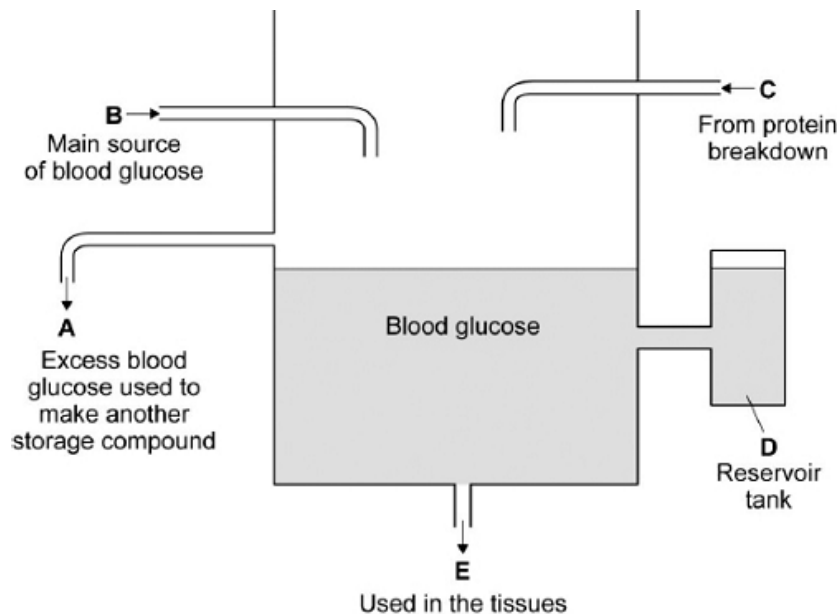 B
Main source
of blood glucose
C
From protein
breakdown
A
Excess blood
glucose used to
make another
storage compound
Blood glucose
D
Reservoir
tank
E
Used in the tissues